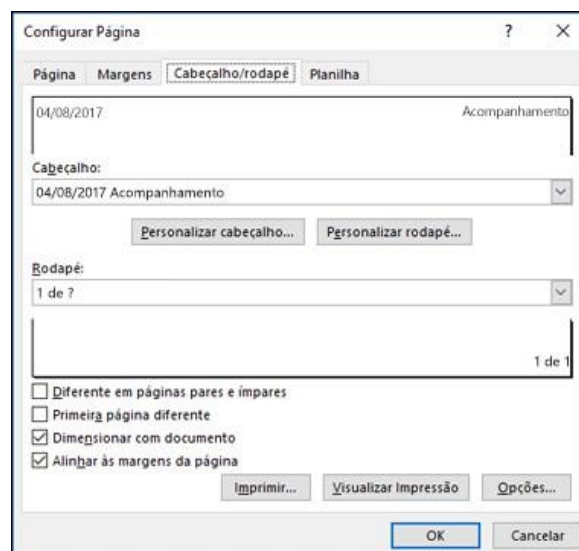 Configurar Página ? X
Página Margens Cabeçalho/rodapé Planilha
04/08/2017 Acompanhamento
Cabeçalho:
04/08/2017 Acompanhamento
Personalizar cabeçalho... Personalizar rodapé...
Rodapé:
1 de ?
1 de 1
Diferente em páginas pares e ímpares
Primeira página diferente
Dimensionar com documento
Alinhar às margens da página
Imprimir... Visualizar Impressão Opções...
OK Cancelar